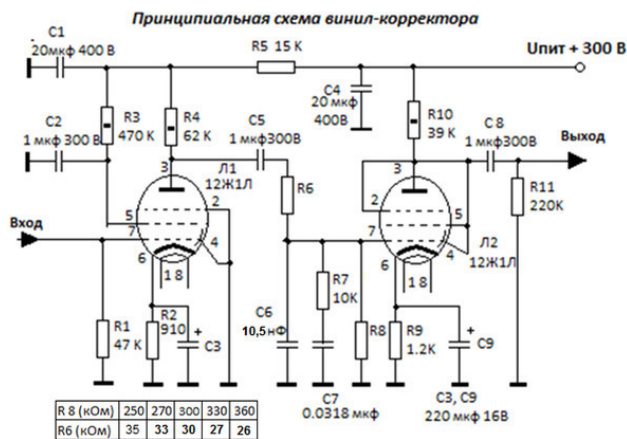 Принципиальная схема винил-корректора
C1
20мкф 400 В
R5 15 К
Uпит + 300 В
C2
1 мкф 300 В
R3
470 К
R4
62 К
C4
20 мкф
400В
R10
39 К
C5
1 мкф300В
C 8
1 мкф300В
Выход
3
Л1
12Ж1Л
R6
3
R11
220К
2
5
7
4
6
1 8
Вход
2
5
7
4
6
1 8
Л2
12Ж1Л
R1
47 К
R2
910
+
C3
C6
10,5нФ
R7
10К
R8
R9
1.2К
+
C9
C7
0.0318 мкф
C3, C9
220 мкф 16В
R 8 (кОм) 250 270 300 330 360
R6 (кОм) 35 33 30 27 26